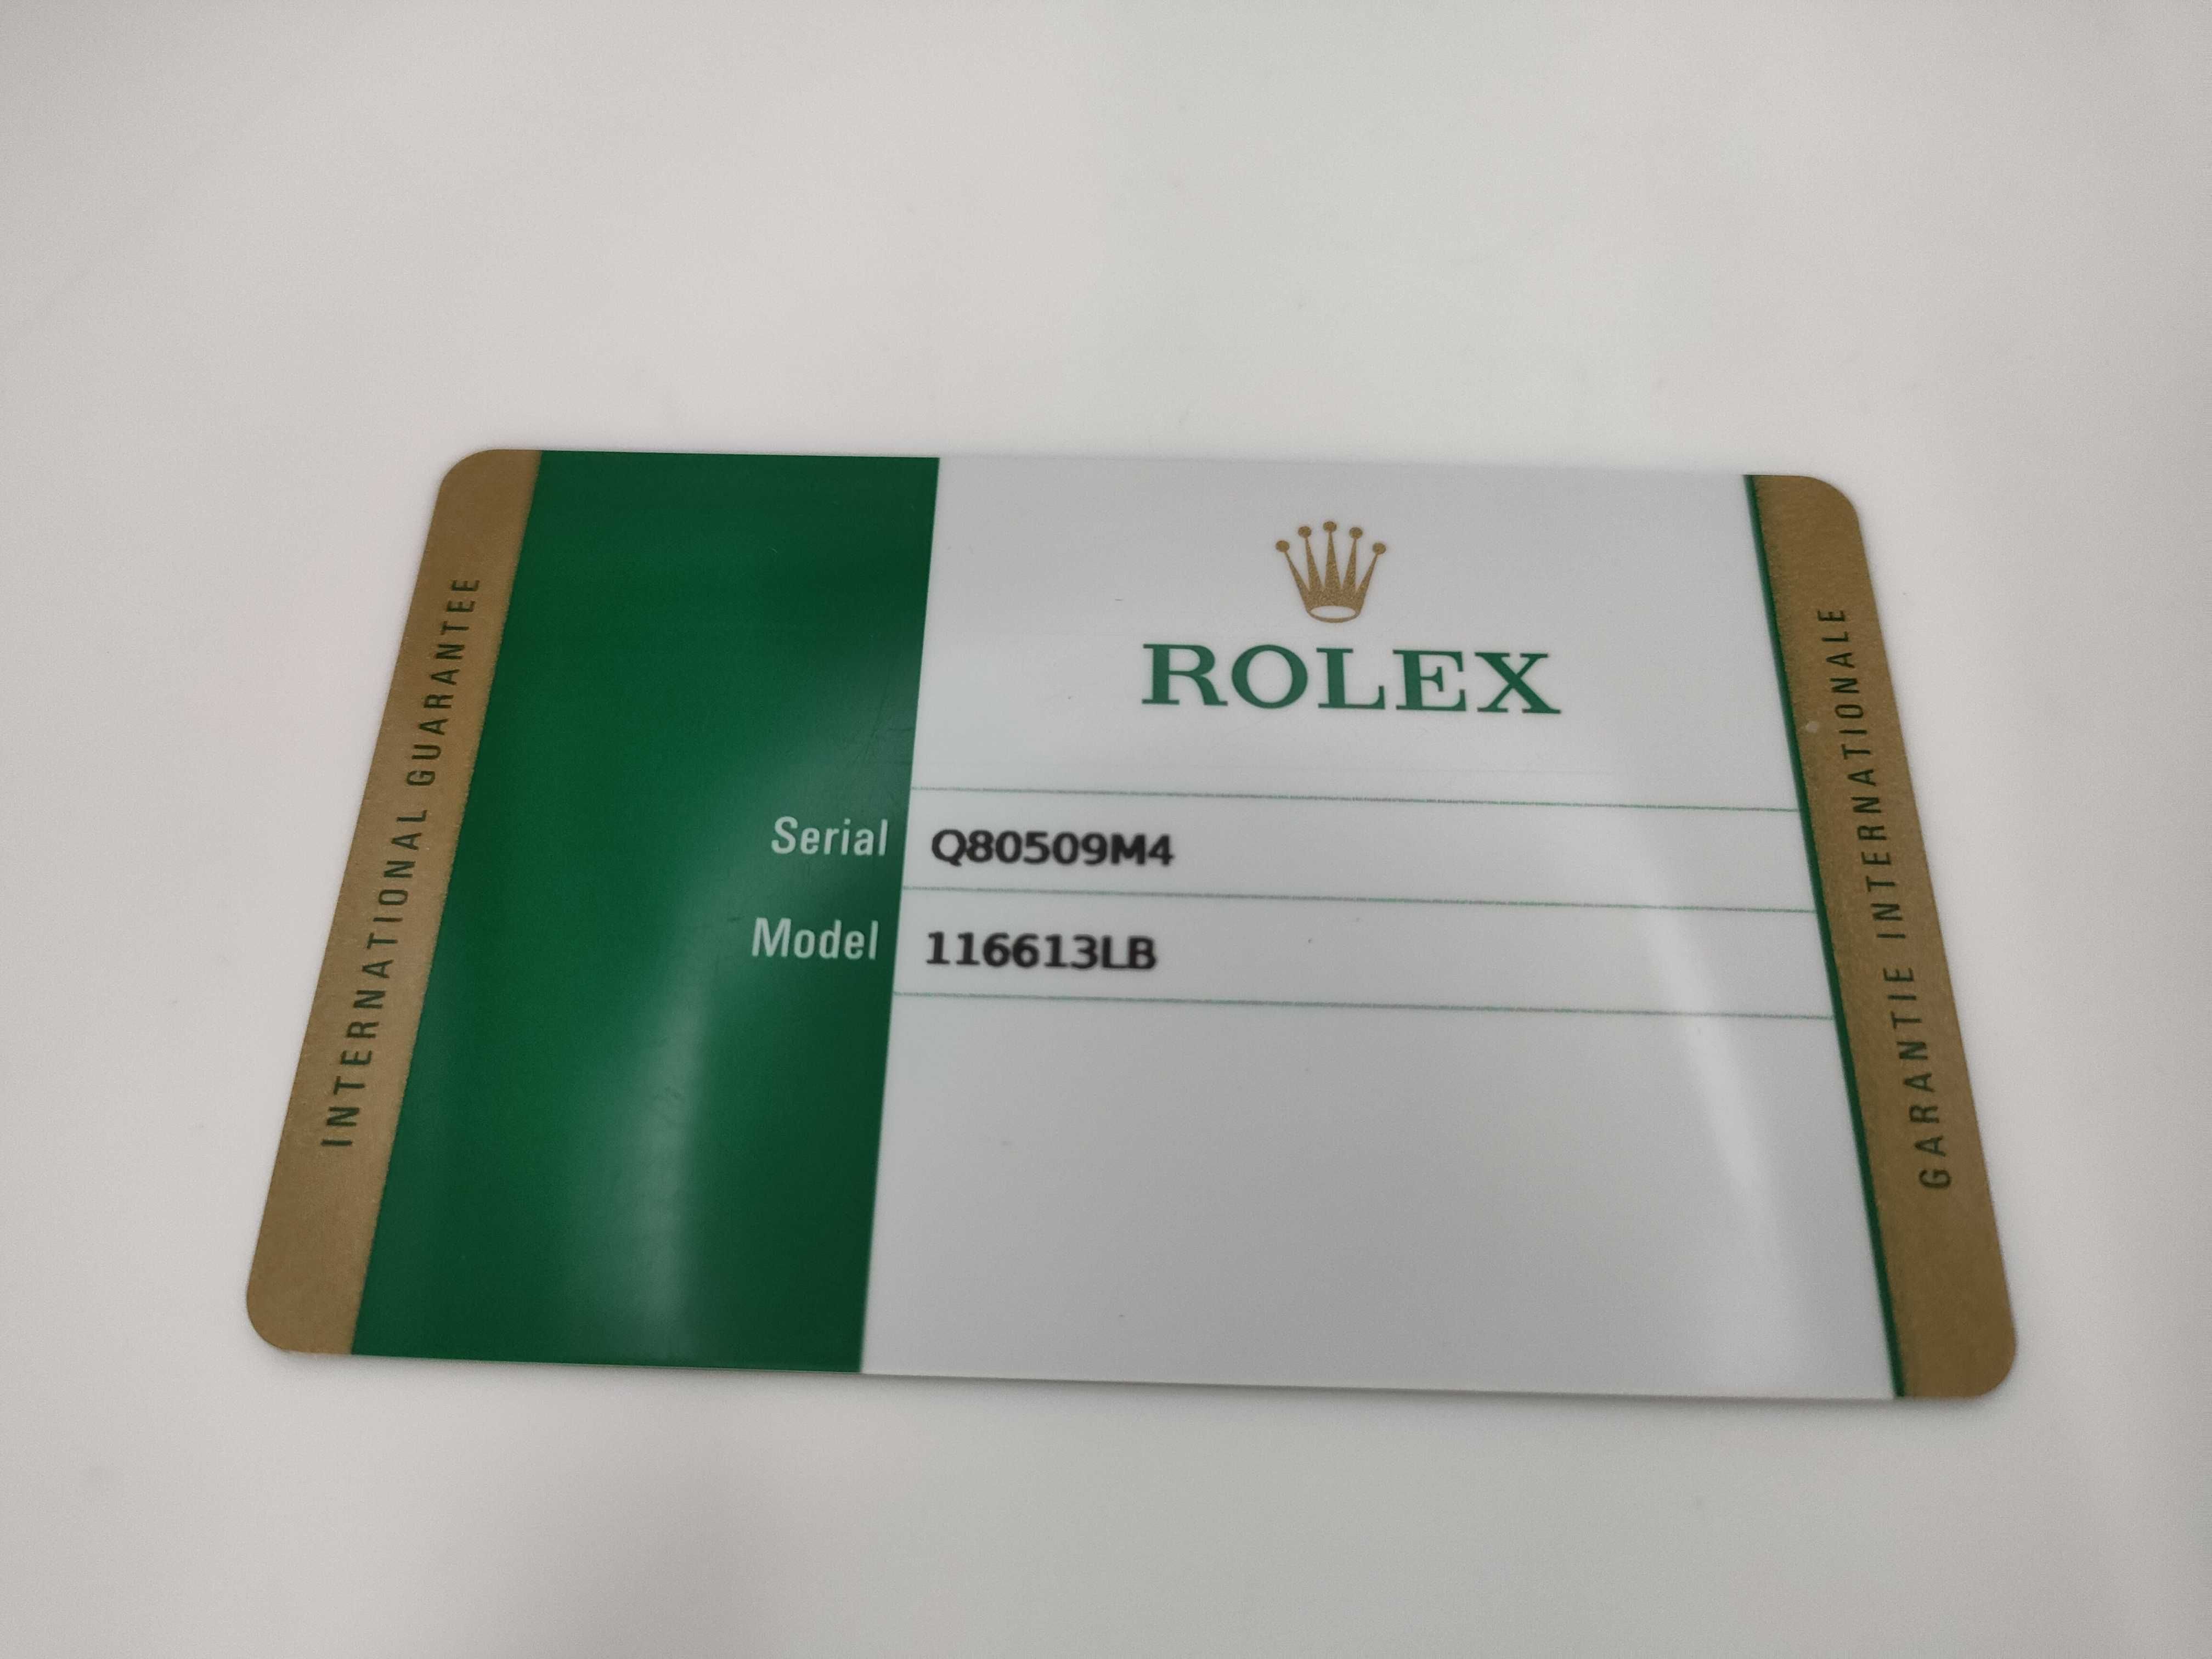 INTERNATIONAL GUARANTEE
ROLEX
Serial Q80509M4
Model 116613LB
GARANTIE INTERNATIONALE